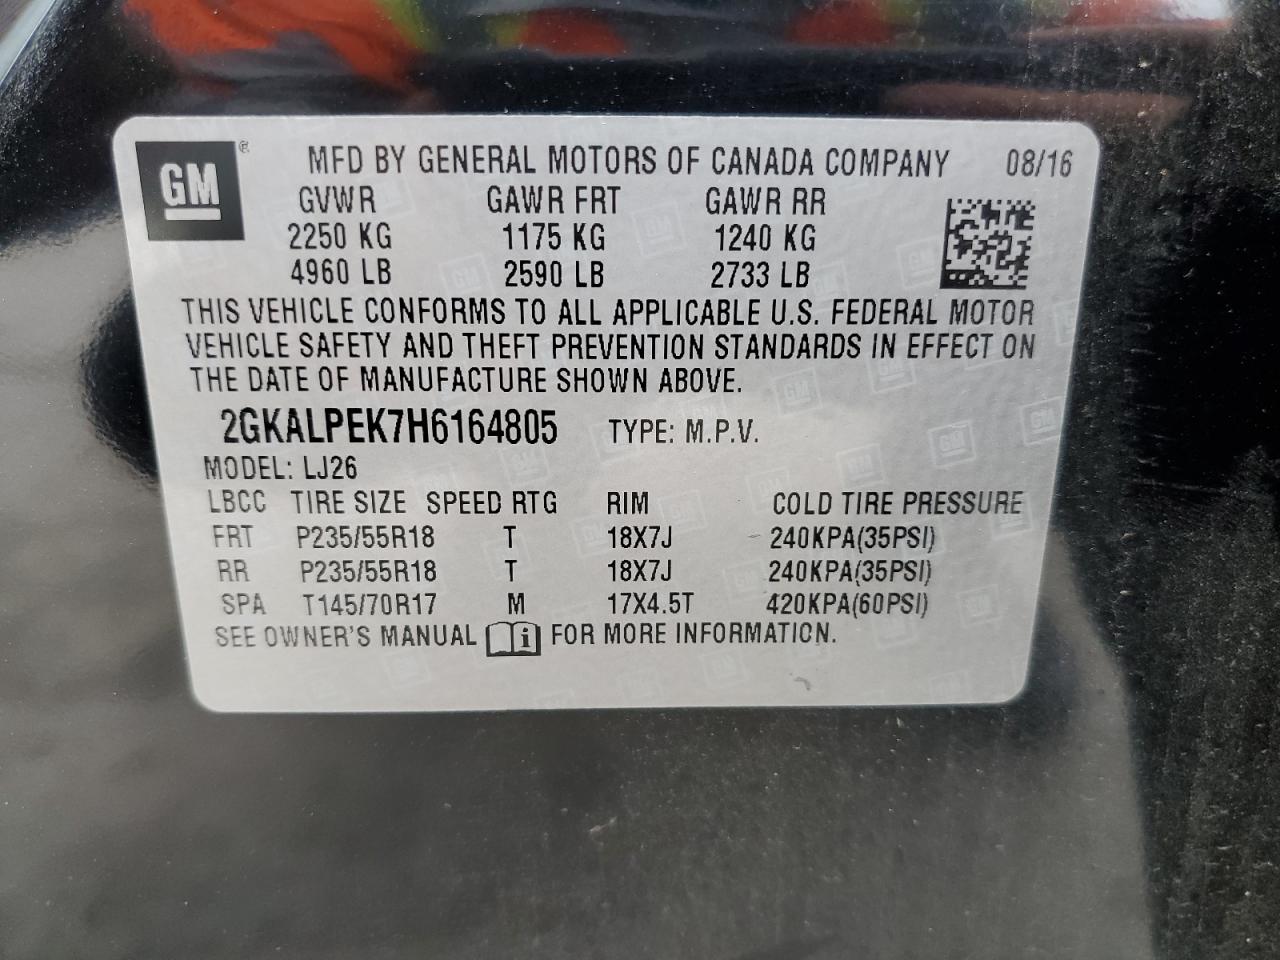 GM ® MFD BY GENERAL MOTORS OF CANADA COMPANY 08/16
GVWR GAWR FRT GAWR RR
2250 KG 1175 KG 1240 KG
4960 LB 2590 LB 2733 LB
THIS VEHICLE CONFORMS TO ALL APPLICABLE U.S. FEDERAL MOTOR
VEHICLE SAFETY AND THEFT PREVENTION STANDARDS IN EFFECT ON
THE DATE OF MANUFACTURE SHOWN ABOVE.
2GKALPEK7H6164805 TYPE: M.P.V.
MODEL: LJ26
LBCC TIRE SIZE SPEED RTG RIM COLD TIRE PRESSURE
FRT P235/55R18 T 18X7J 240KPA(35PSI)
RR P235/55R18 T 18X7J 240KPA(35PSI)
SPA T145/70R17 M 17X4.5T 420KPA(60PSI)
SEE OWNER'S MANUAL i FOR MORE INFORMATION.